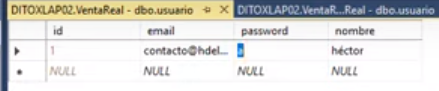 DITOXLAP02.VentaReal - dbo.usuario DITOXLAP02.VentaR...Real - dbo.usuario
id email password nombre
1 contacto@hdel... a héctor
NULL NULL NULL NULL